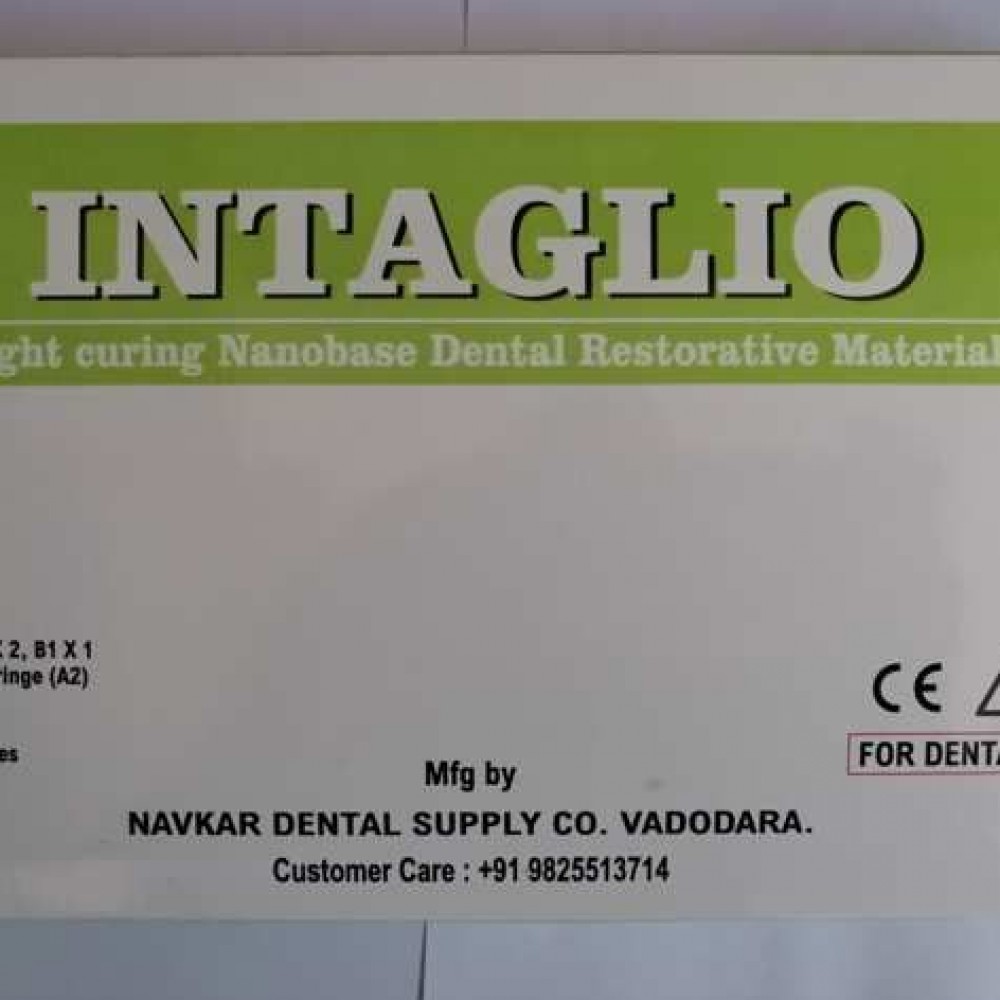 INTAGLIO
ght curing Nanobase Dental Restorative Material
2, B1 X 1
inge (A2)
es
CE
FOR DENTA
Mfg by
NAVKAR DENTAL SUPPLY CO. VADODARA.
Customer Care : +91 9825513714